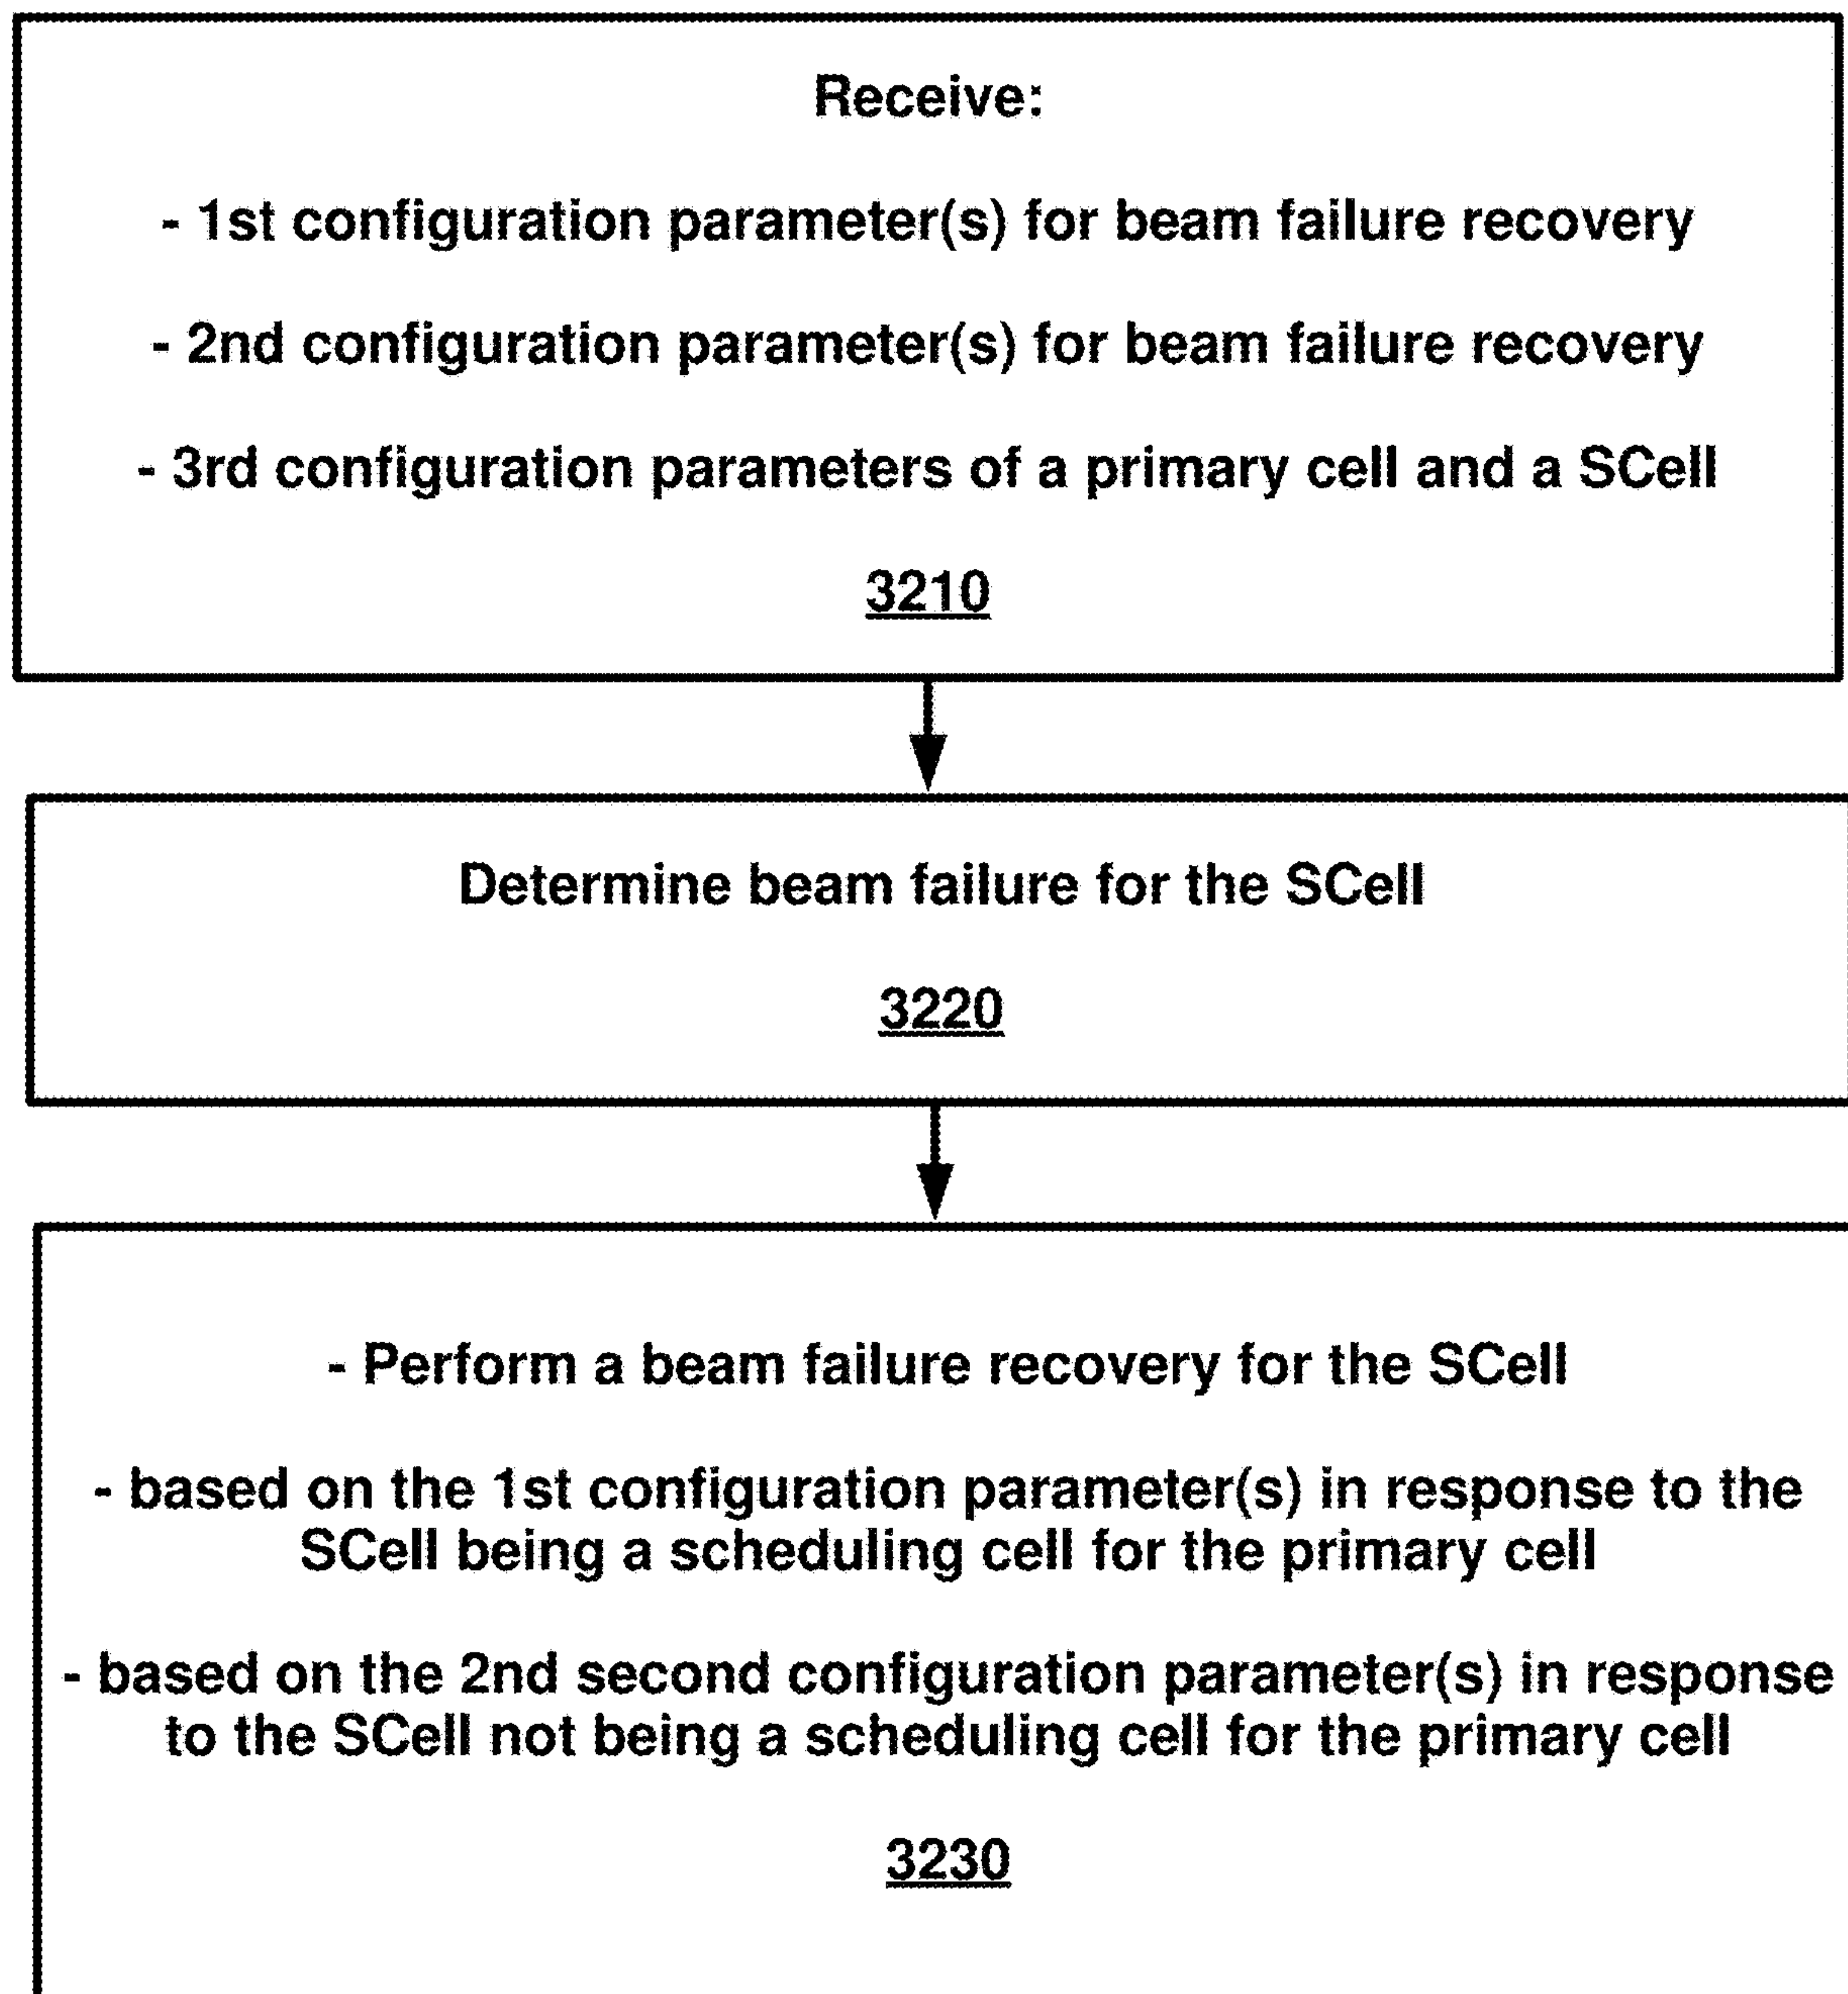 Receive:
- 1st configuration parameter(s) for beam failure recovery
- 2nd configuration parameter(s) for beam failure recovery
- 3rd configuration parameters of a primary cell and a SCell
3210
Determine beam failure for the SCell
3220
- Perform a beam failure recovery for the SCell
- based on the 1st configuration parameter(s) in response to the
SCell being a scheduling cell for the primary cell
- based on the 2nd second configuration parameter(s) in response
to the SCell not being a scheduling cell for the primary cell
3230